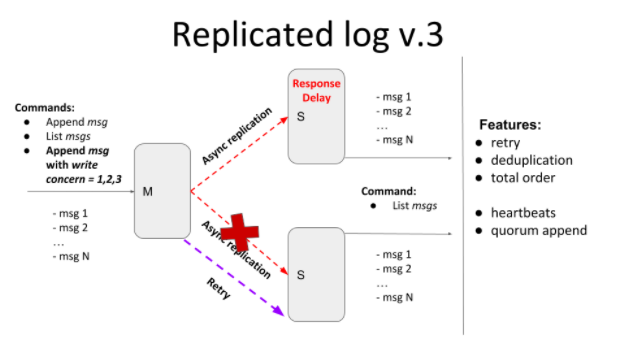 Replicated log v.3
Commands:
● Append msg
● List msgs
● Append msg
with write
concern = 1,2,3
M
- msg 1
- msg 2
...
- msg N
Async replication
Async replication
Retry
Response
Delay
S
- msg 1
- msg 2
...
- msg N
Command:
● List msgs
S
- msg 1
- msg 2
...
- msg N
Features:
● retry
● deduplication
● total order
● heartbeats
● quorum append